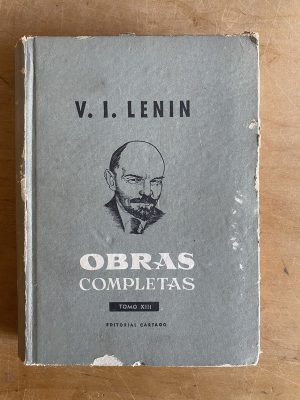 V. I. LENIN
OBRAS
COMPLETAS
TOMO XIII
EDITORIAL CARTAGO